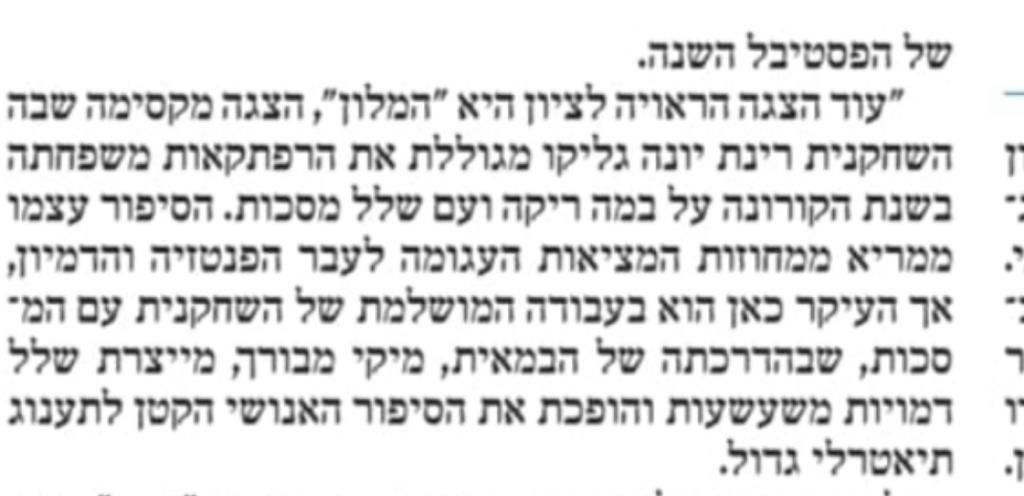 של הפסטיבל השנה.
"עוד הצגה הראויה לציון היא "המלון", הצגה מקסימה שבה
השחקנית רינת יונה גליקו מגוללת את הרפתקאות משפחתה
בשנת הקורונה על במה ריקה ועם שלל מסכות. הסיפור עצמו
ממריא ממחוזות המציאות העגומה לעבר הפנטזיה והדמיון,
אך העיקר כאן הוא בעבודה המושלמת של השחקנית עם המ־
סכות, שבהדרכתה של הבמאית, מיקי מבורך, מייצרת שלל
דמויות משעשעות והופכת את הסיפור האנושי הקטן לתענוג
תיאטרלי גדול.